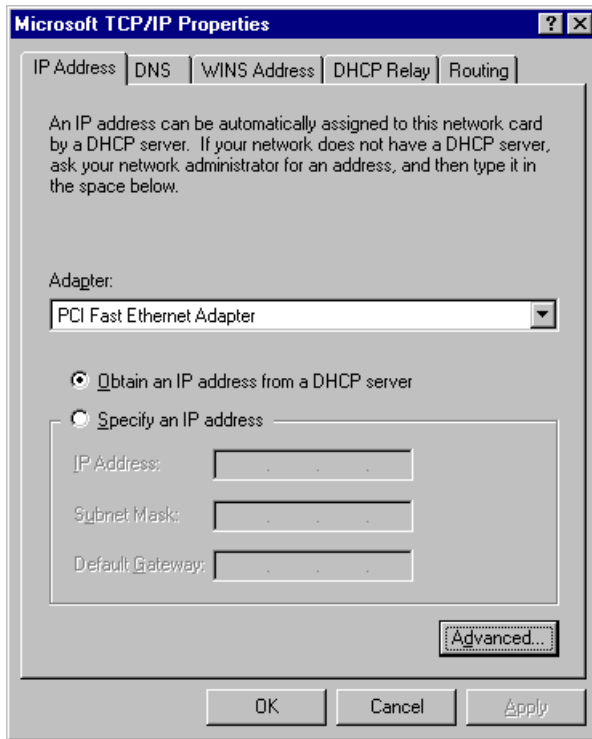 Microsoft TCP/IP Properties
IP Address DNS WINS Address DHCP Relay Routing
An IP address can be automatically assigned to this network card
by a DHCP server. If your network does not have a DHCP server,
ask your network administrator for an address, and then type it in
the space below.
Adapter:
PCI Fast Ethernet Adapter
Obtain an IP address from a DHCP server
Specify an IP address
IP Address:
Subnet Mask:
Default Gateway:
Advanced...
OK Cancel Apply